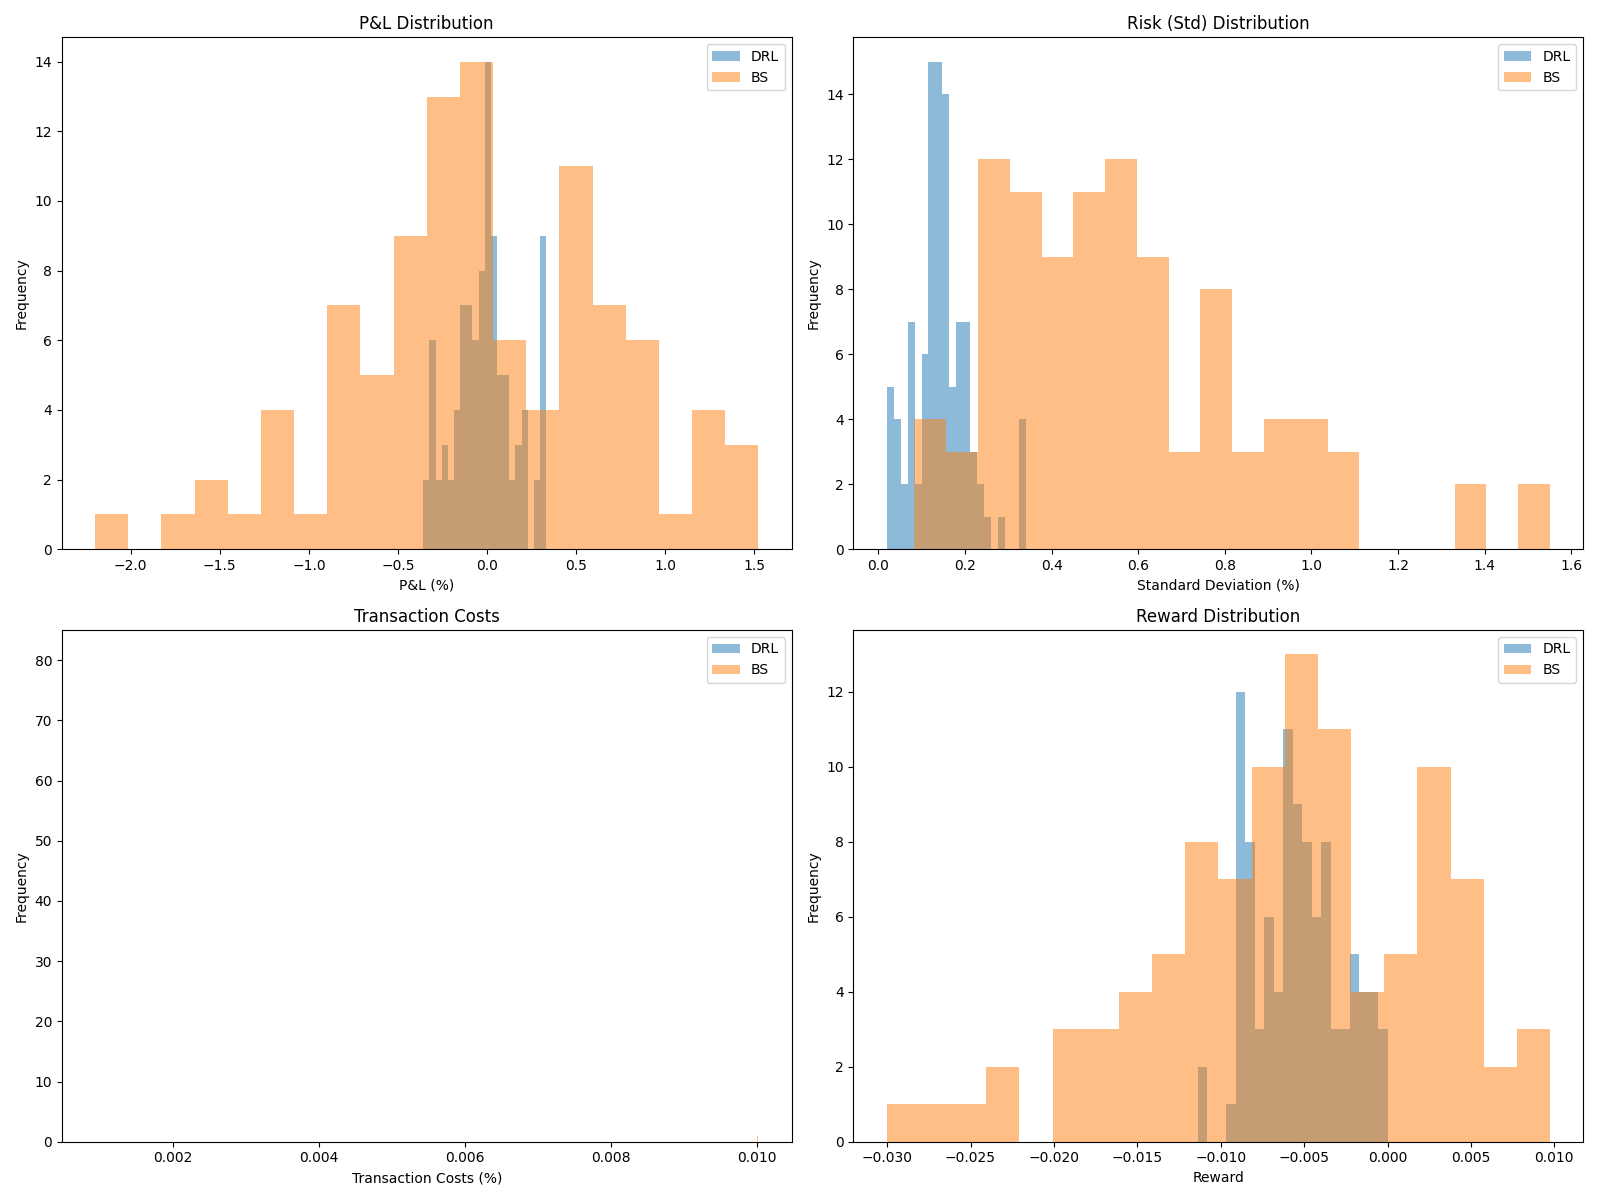 P&L Distribution
Frequency
14
12
10
8
6
4
2
0
−2.0 −1.5 −1.0 −0.5 0.0 0.5 1.0 1.5
P&L (%)
DRL
BS
Risk (Std) Distribution
Frequency
14
12
10
8
6
4
2
0
0.0 0.2 0.4 0.6 0.8 1.0 1.2 1.4 1.6
Standard Deviation (%)
DRL
BS
Transaction Costs
Frequency
80
70
60
50
40
30
20
10
0
0.002 0.004 0.006 0.008 0.010
Transaction Costs (%)
DRL
BS
Reward Distribution
Frequency
12
10
8
6
4
2
0
−0.030 −0.025 −0.020 −0.015 −0.010 −0.005 0.000 0.005 0.010
Reward
DRL
BS